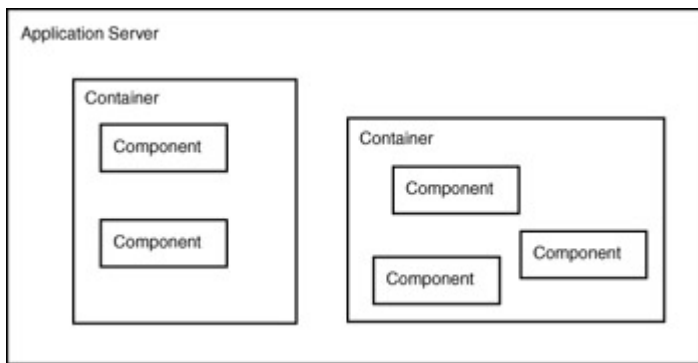 Application Server
Container
Component
Component
Container
Component
Component
Component